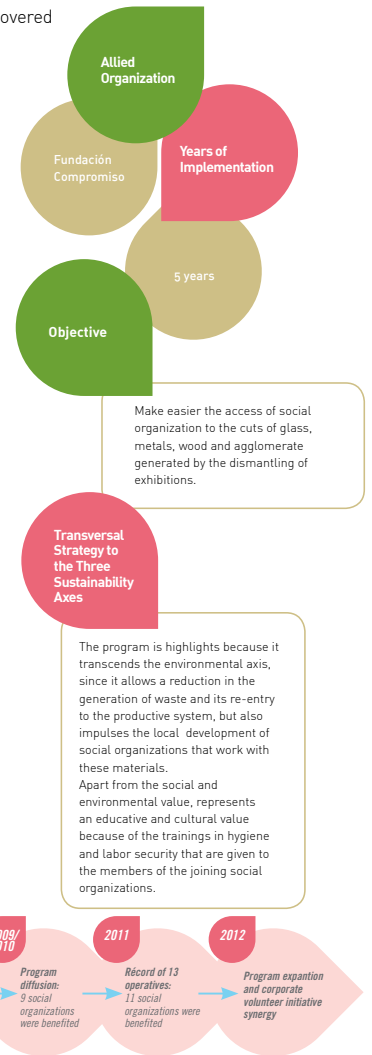 overed
Allied
Organization
Fundación
Compromiso
Years of
Implementation
5 years
Objective
Make easier the access of social
organization to the cuts of glass,
metals, wood and agglomerate
generated by the dismantling of
exhibitions.
Transversal
Strategy to
the Three
Sustainability
Axes
The program is highlights because it
transcends the environmental axis,
since it allows a reduction in the
generation of waste and its re-entry
to the productive system, but also
impulses the local development of
social organizations that work with
these materials.
Apart from the social and
environmental value, represents
an educative and cultural value
because of the trainings in hygiene
and labor security that are given to
the members of the joining social
organizations.
009/
010
Program
diffusion:
9 social
organizations
were benefited
2011
Récord of 13
operatives:
11 social
organizations were
benefited
2012
Program expantion
and corporate
volunteer initiative
synergy